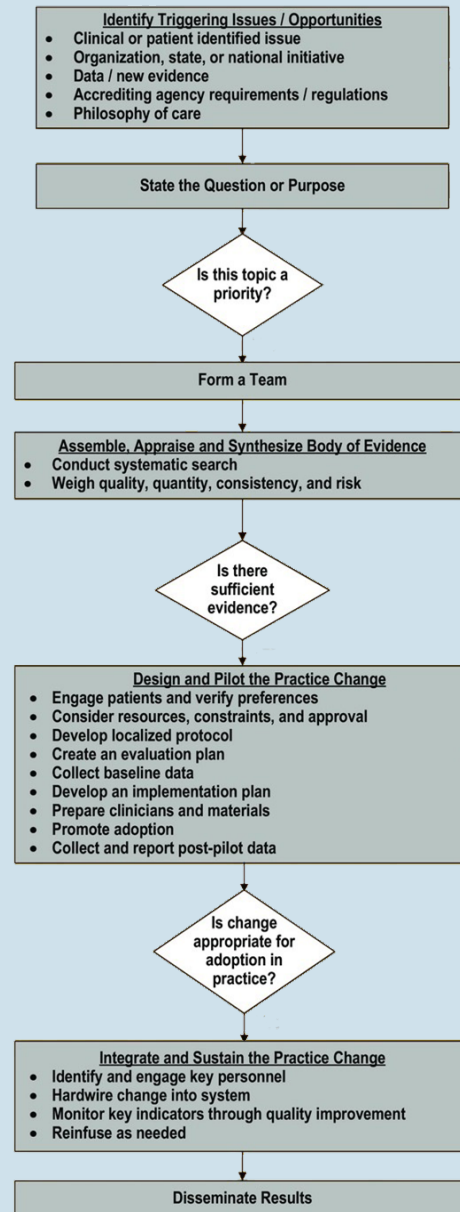 Identify Triggering Issues / Opportunities
• Clinical or patient identified issue
• Organization, state, or national initiative
• Data / new evidence
• Accrediting agency requirements / regulations
• Philosophy of care
State the Question or Purpose
Is this topic a
priority?
Form a Team
Assemble, Appraise and Synthesize Body of Evidence
• Conduct systematic search
• Weigh quality, quantity, consistency, and risk
Is there
sufficient
evidence?
Design and Pilot the Practice Change
• Engage patients and verify preferences
• Consider resources, constraints, and approval
• Develop localized protocol
• Create an evaluation plan
• Collect baseline data
• Develop an implementation plan
• Prepare clinicians and materials
• Promote adoption
• Collect and report post-pilot data
Is change
appropriate for
adoption in
practice?
Integrate and Sustain the Practice Change
• Identify and engage key personnel
• Hardwire change into system
• Monitor key indicators through quality improvement
• Reinfuse as needed
Disseminate Results